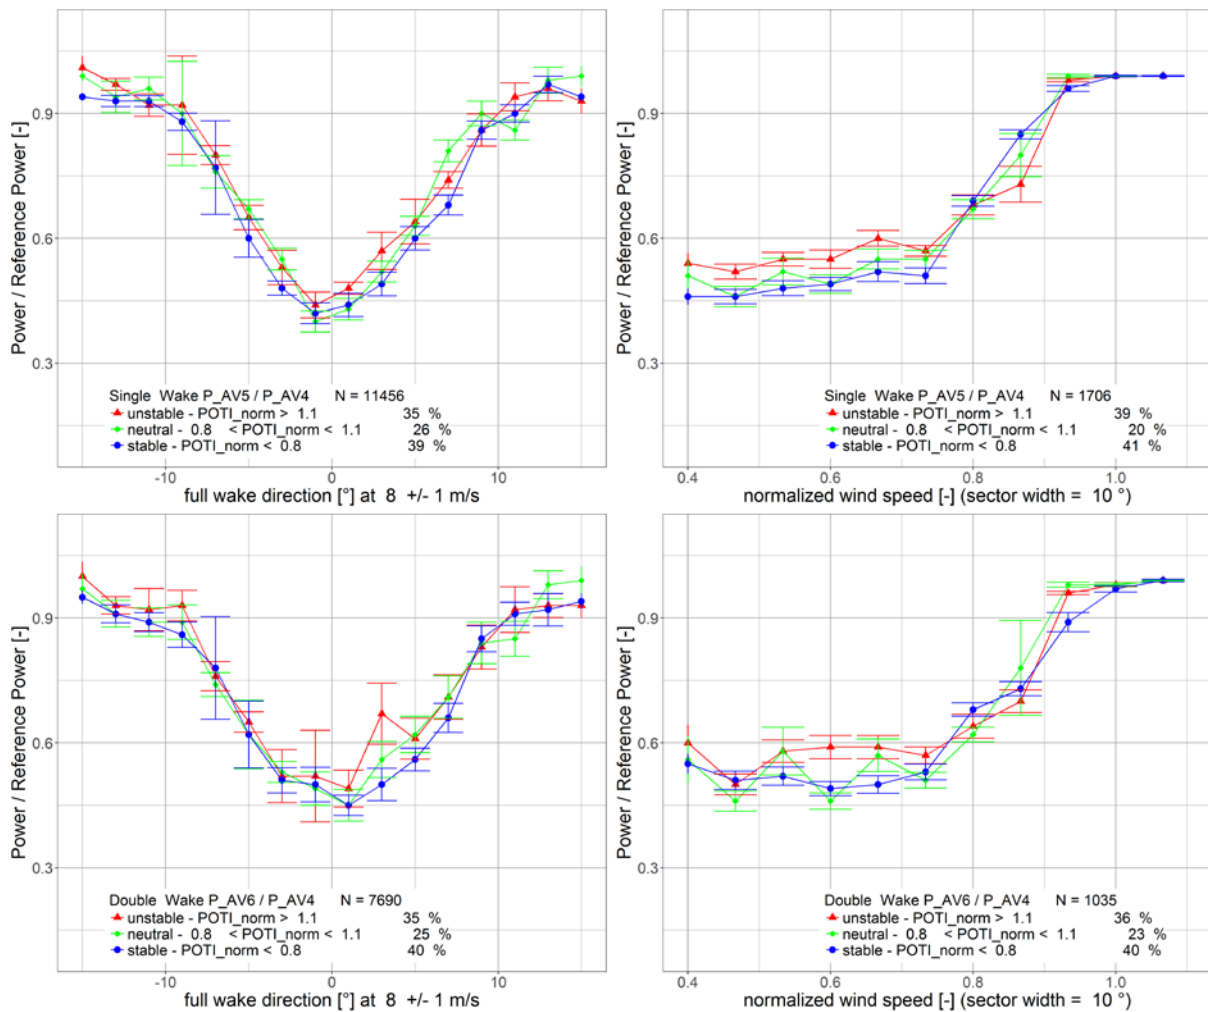 Power / Reference Power [-]
0.9
0.6
0.3
Single Wake P_AV5 / P_AV4 N = 11456
unstable - POTI_norm > 1.1 35 %
neutral - 0.8 < POTI_norm < 1.1 26 %
stable - POTI_norm < 0.8 39 %
-10 0 10
full wake direction [°] at 8 +/- 1 m/s
Power / Reference Power [-]
0.9
0.6
0.3
Single Wake P_AV5 / P_AV4 N = 1706
unstable - POTI_norm > 1.1 39 %
neutral - 0.8 < POTI_norm < 1.1 20 %
stable - POTI_norm < 0.8 41 %
0.4 0.6 0.8 1.0
normalized wind speed [-] (sector width = 10 °)
Power / Reference Power [-]
0.9
0.6
0.3
Double Wake P_AV6 / P_AV4 N = 7690
unstable - POTI_norm > 1.1 35 %
neutral - 0.8 < POTI_norm < 1.1 25 %
stable - POTI_norm < 0.8 40 %
-10 0 10
full wake direction [°] at 8 +/- 1 m/s
Power / Reference Power [-]
0.9
0.6
0.3
Double Wake P_AV6 / P_AV4 N = 1035
unstable - POTI_norm > 1.1 36 %
neutral - 0.8 < POTI_norm < 1.1 23 %
stable - POTI_norm < 0.8 40 %
0.4 0.6 0.8 1.0
normalized wind speed [-] (sector width = 10 °)